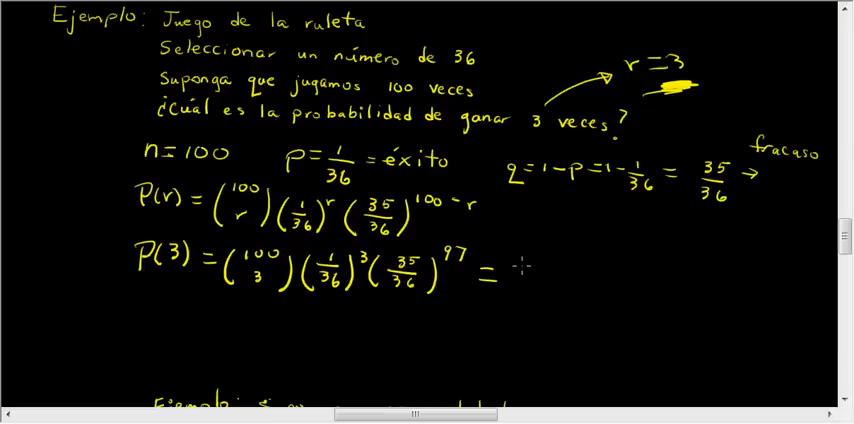 Ejemplo: Juego de la ruleta
Seleccionar un número de 36
Suponga que jugamos 100 veces
¿Cuál es la probabilidad de ganar 3 veces?
r = 3
n = 100 p = 1/36 = éxito
q = 1 - p = 1 - 1/36 = 35/36 → fracaso
P(r) = (100 r) (1/36)^r (35/36)^100 - r
P(3) = (100 3) (1/36)^3 (35/36)^97 =
Ejemplo: